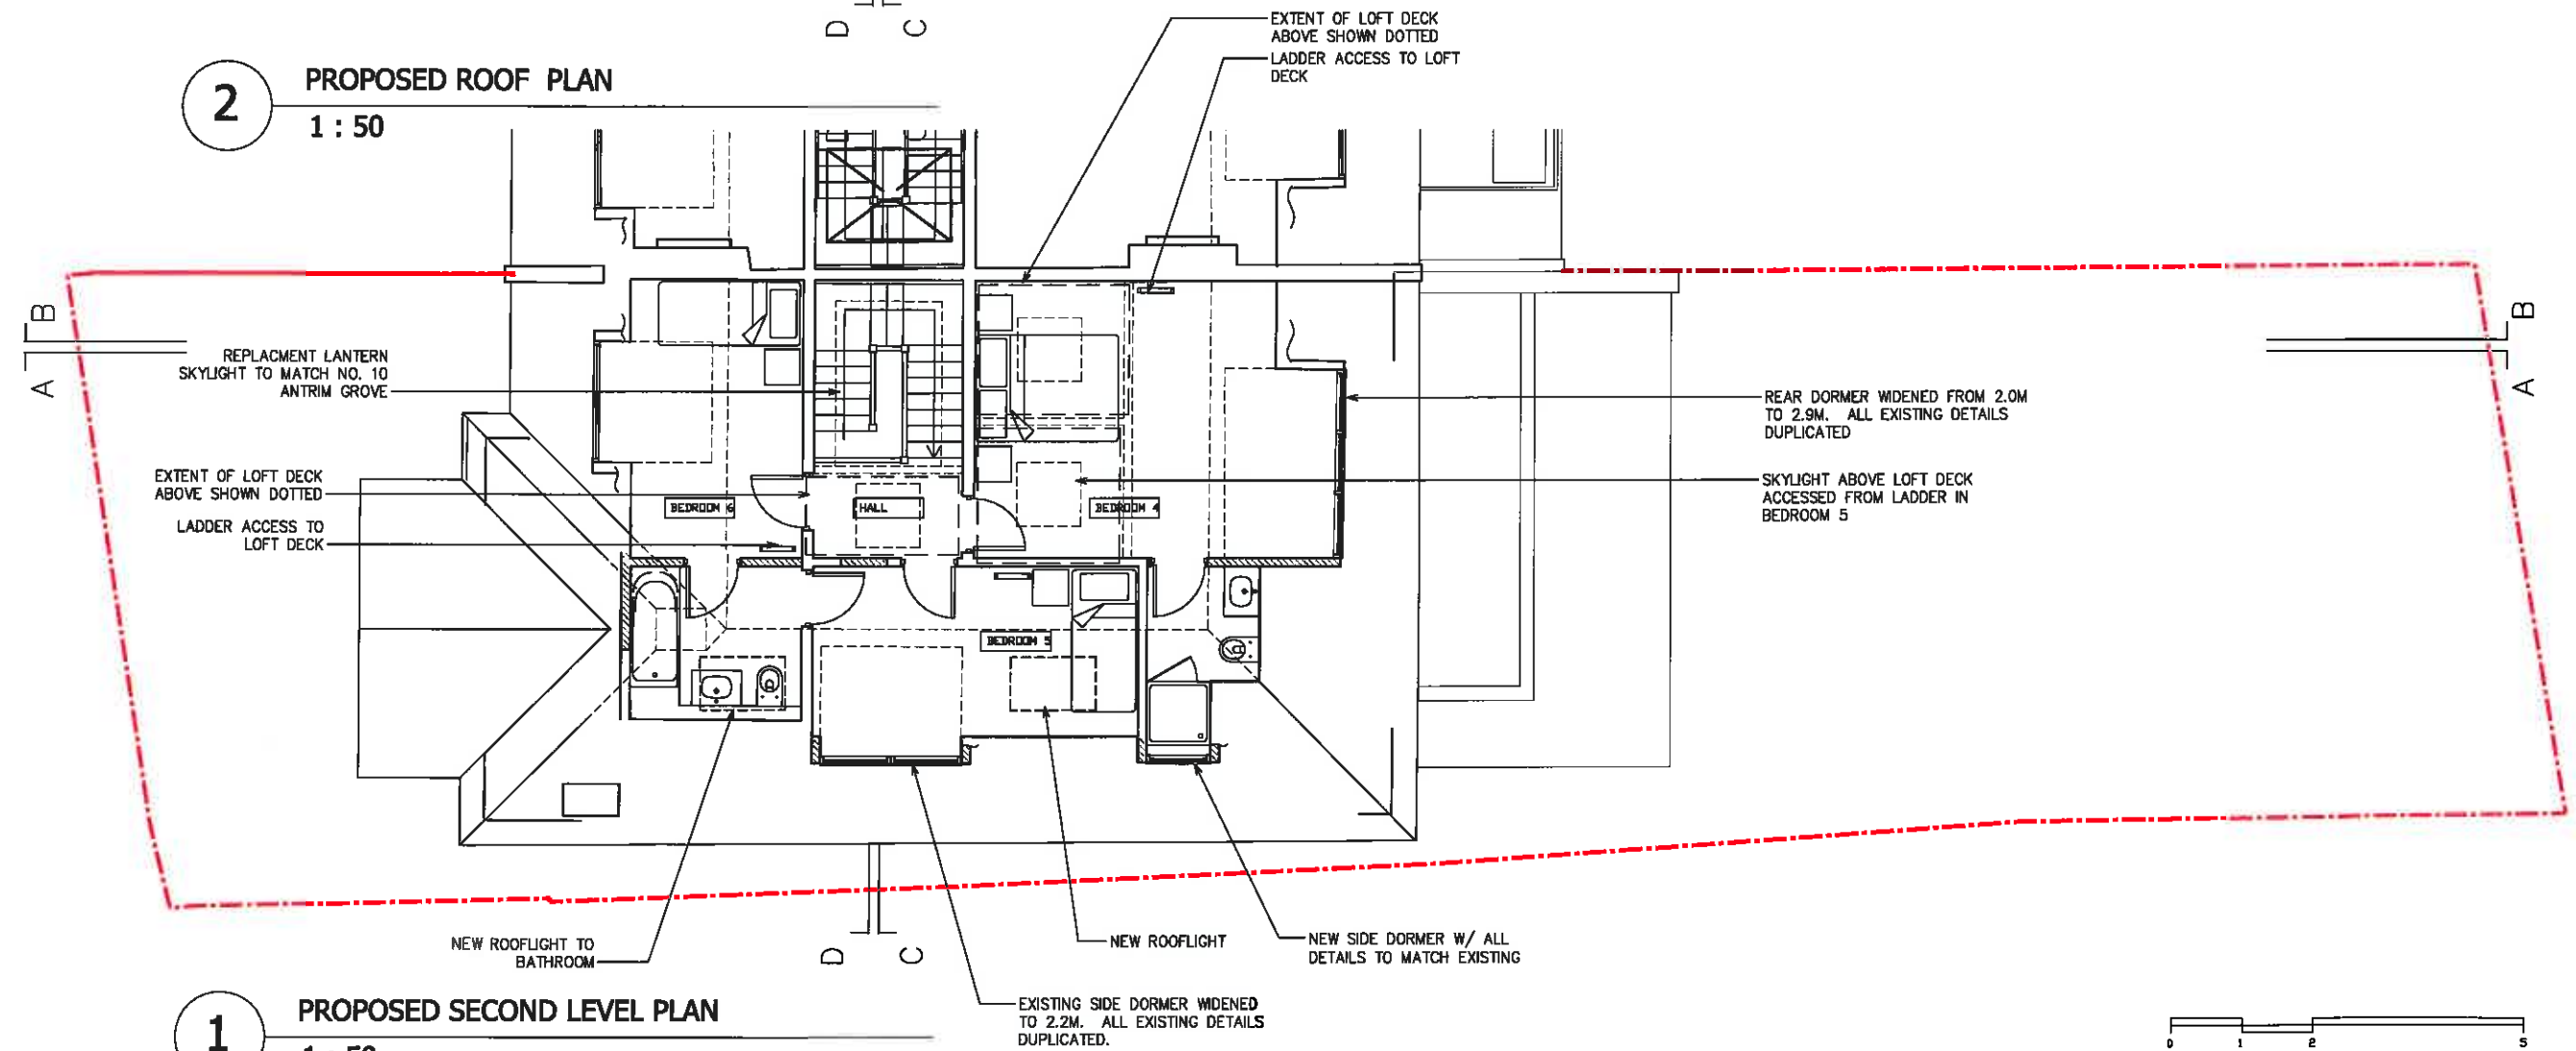 D
C
EXTENT OF LOFT DECK
ABOVE SHOWN DOTTED
LADDER ACCESS TO LOFT
DECK
2
PROPOSED ROOF PLAN
1 : 50
B
A
REPLACMENT LANTERN
SKYLIGHT TO MATCH NO. 10
ANTRIM GROVE
B
A
REAR DORMER WIDENED FROM 2.0M
TO 2.9M. ALL EXISTING DETAILS
DUPLICATED
EXTENT OF LOFT DECK
ABOVE SHOWN DOTTED
SKYLIGHT ABOVE LOFT DECK
ACCESSED FROM LADDER IN
BEDROOM 5
BEDROOM 6
HALL
BEDROOM 4
LADDER ACCESS TO
LOFT DECK
BEDROOM 5
NEW ROOFLIGHT TO
BATHROOM
D
C
NEW ROOFLIGHT
NEW SIDE DORMER W/ ALL
DETAILS TO MATCH EXISTING
EXISTING SIDE DORMER WIDENED
TO 2.2M. ALL EXISTING DETAILS
DUPLICATED.
1
PROPOSED SECOND LEVEL PLAN
1 : 50
0 1 2 5